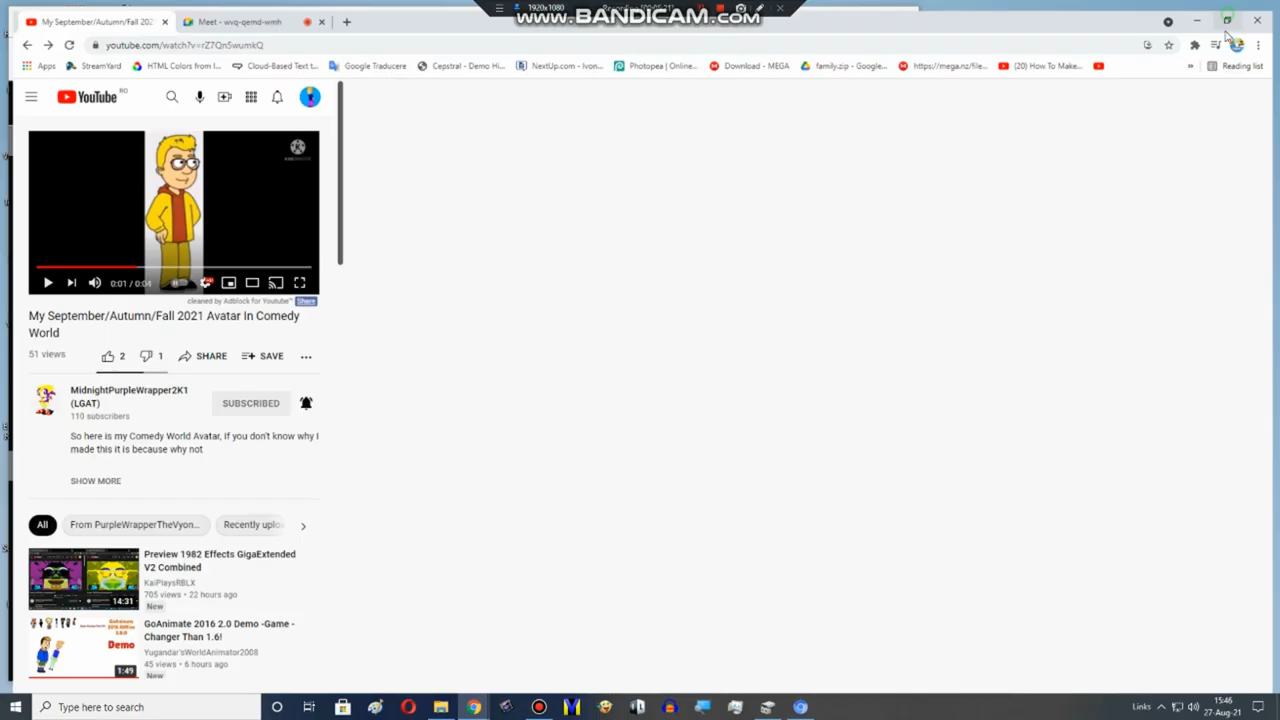 www.BANDICAM.com
1920x1080
My September/Autumn/Fall 202
Meet - wvq-qemd-wmh
youtube.com/watch?v=rZ7Qn5wumkQ
Apps
StreamYard
HTML Colors from I...
Cloud-Based Text t...
Google Traducere
Cepstral - Demo Hi...
NextUp.com - Ivon...
Photopea | Online...
Download - MEGA
family.zip - Google...
https://mega.nz/file...
(20) How To Make...
»
Reading list
YouTube RO
0:01 / 0:04
cleaned by Adblock for Youtube™ Share
My September/Autumn/Fall 2021 Avatar In Comedy
World
51 views
2
1
SHARE
SAVE
MidnightPurpleWrapper2K1
(LGAT)
110 subscribers
SUBSCRIBED
So here is my Comedy World Avatar, If you don't know why I
made this it is because why not
SHOW MORE
All
From PurpleWrapperTheVyon...
Recently uplo
Preview 1982 Effects GigaExtended
V2 Combined
KaiPlaysRBLX
705 views • 22 hours ago
New
14:31
GoAnimate 2016 2.0 Demo -Game -
Changer Than 1.6!
Yugandar'sWorldAnimator2008
45 views • 6 hours ago
New
Demo
1:49
Type here to search
Links
15:46
27-Aug-21